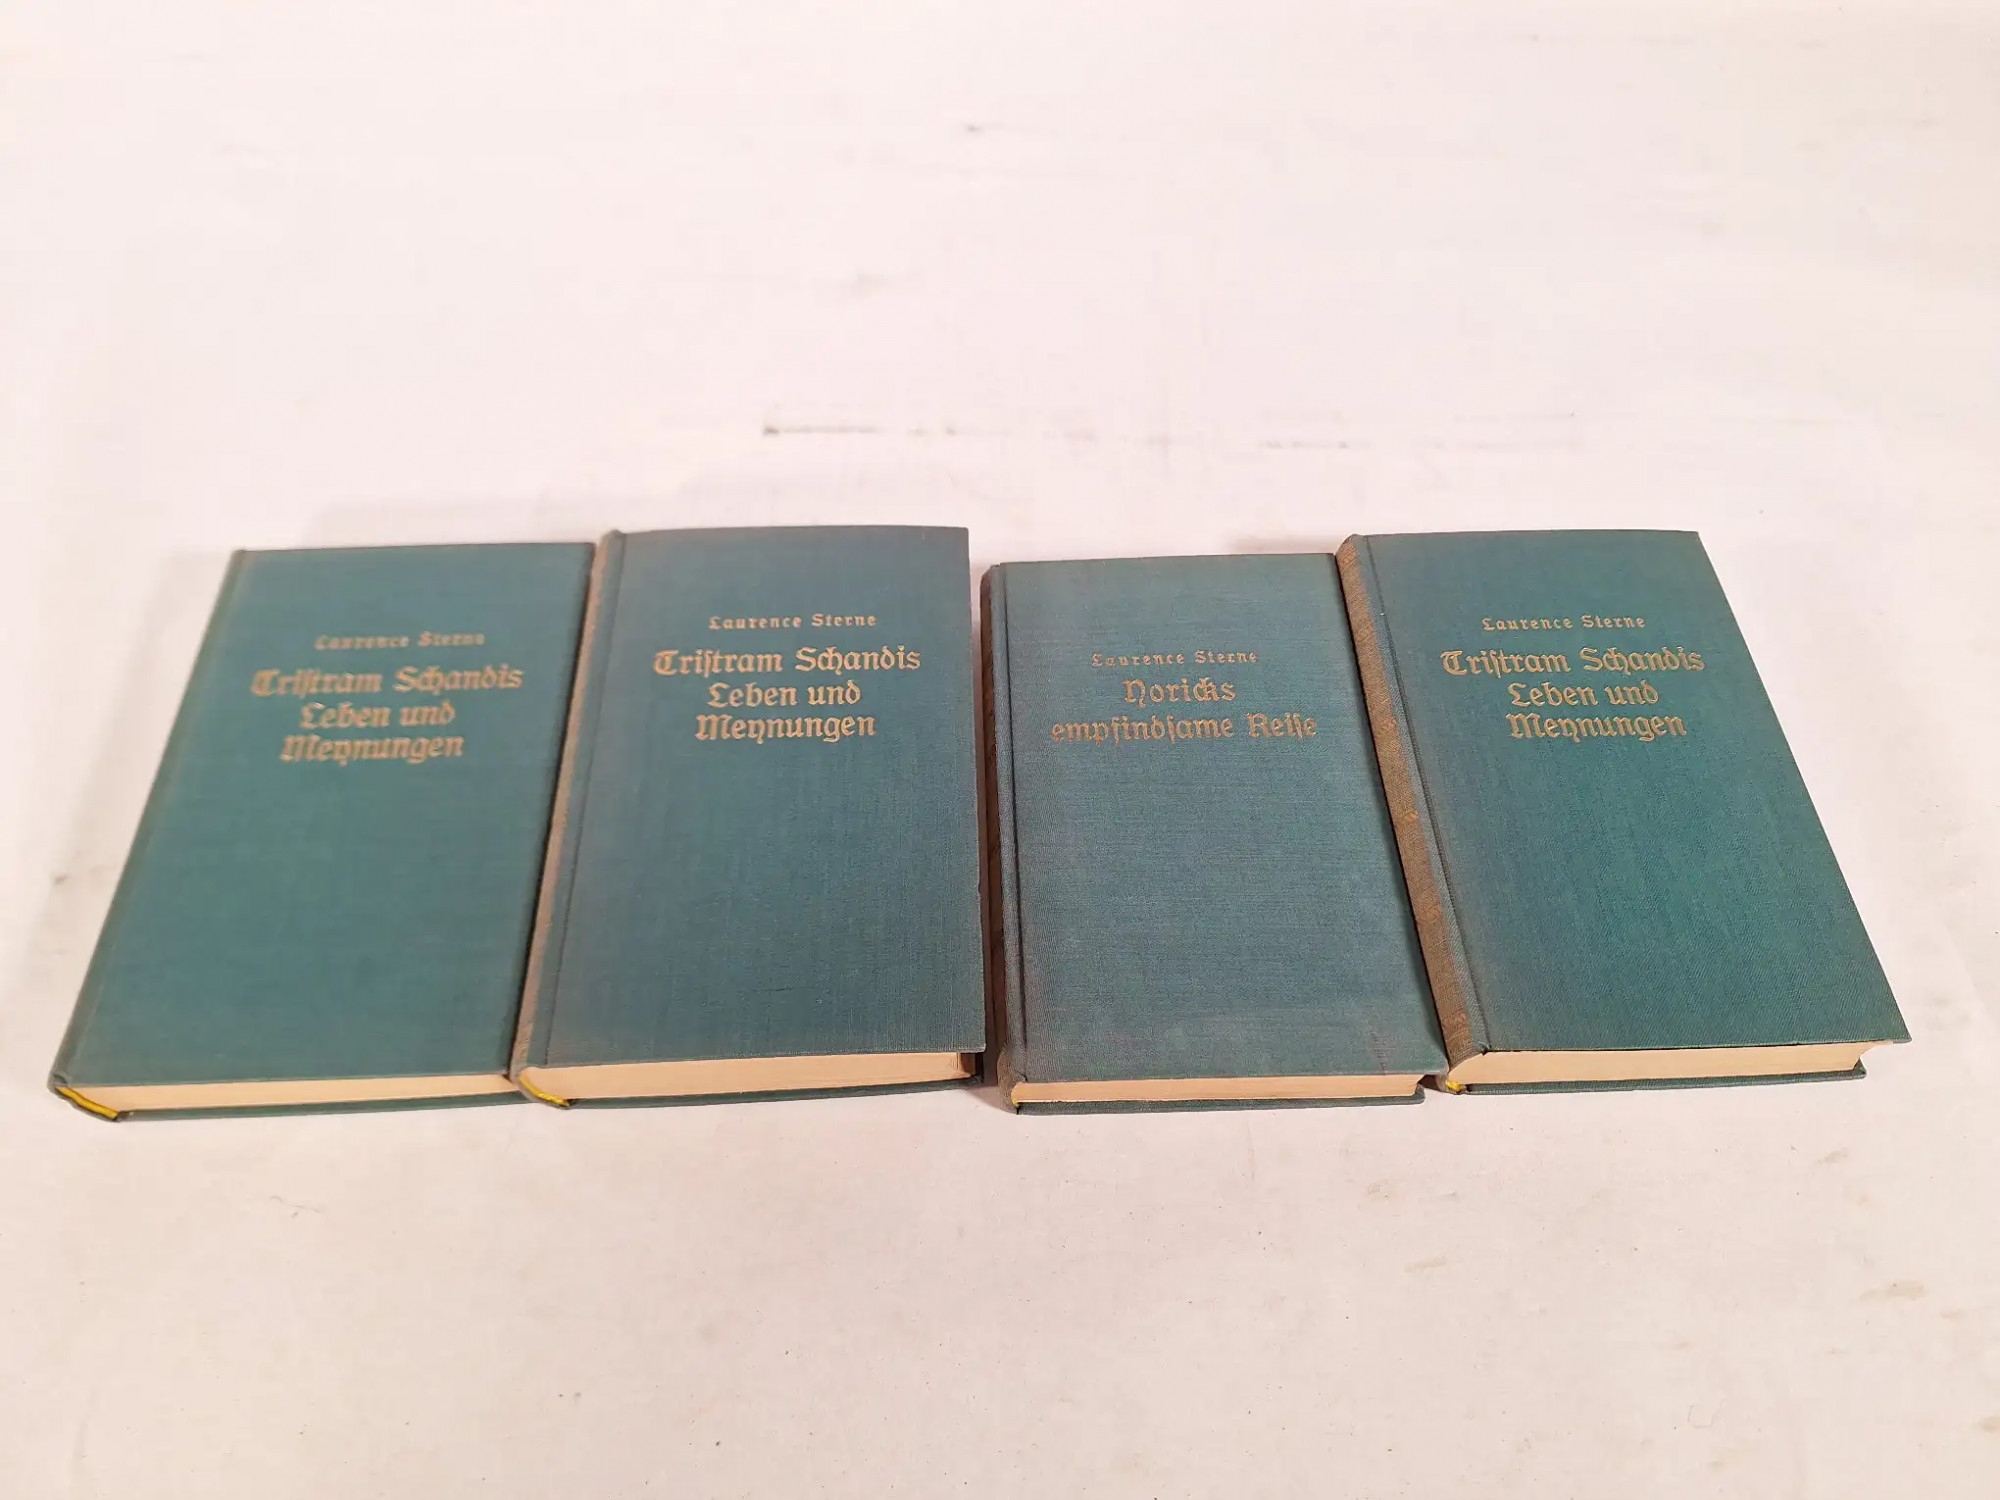 Laurence Sterne
Tristram Schandis
Leben und
Meynungen
Laurence Sterne
Tristram Schandis
Leben und
Meynungen
Laurence Sterne
Yoricks
empfindsame Reise
Laurence Sterne
Tristram Schandis
Leben und
Meynungen